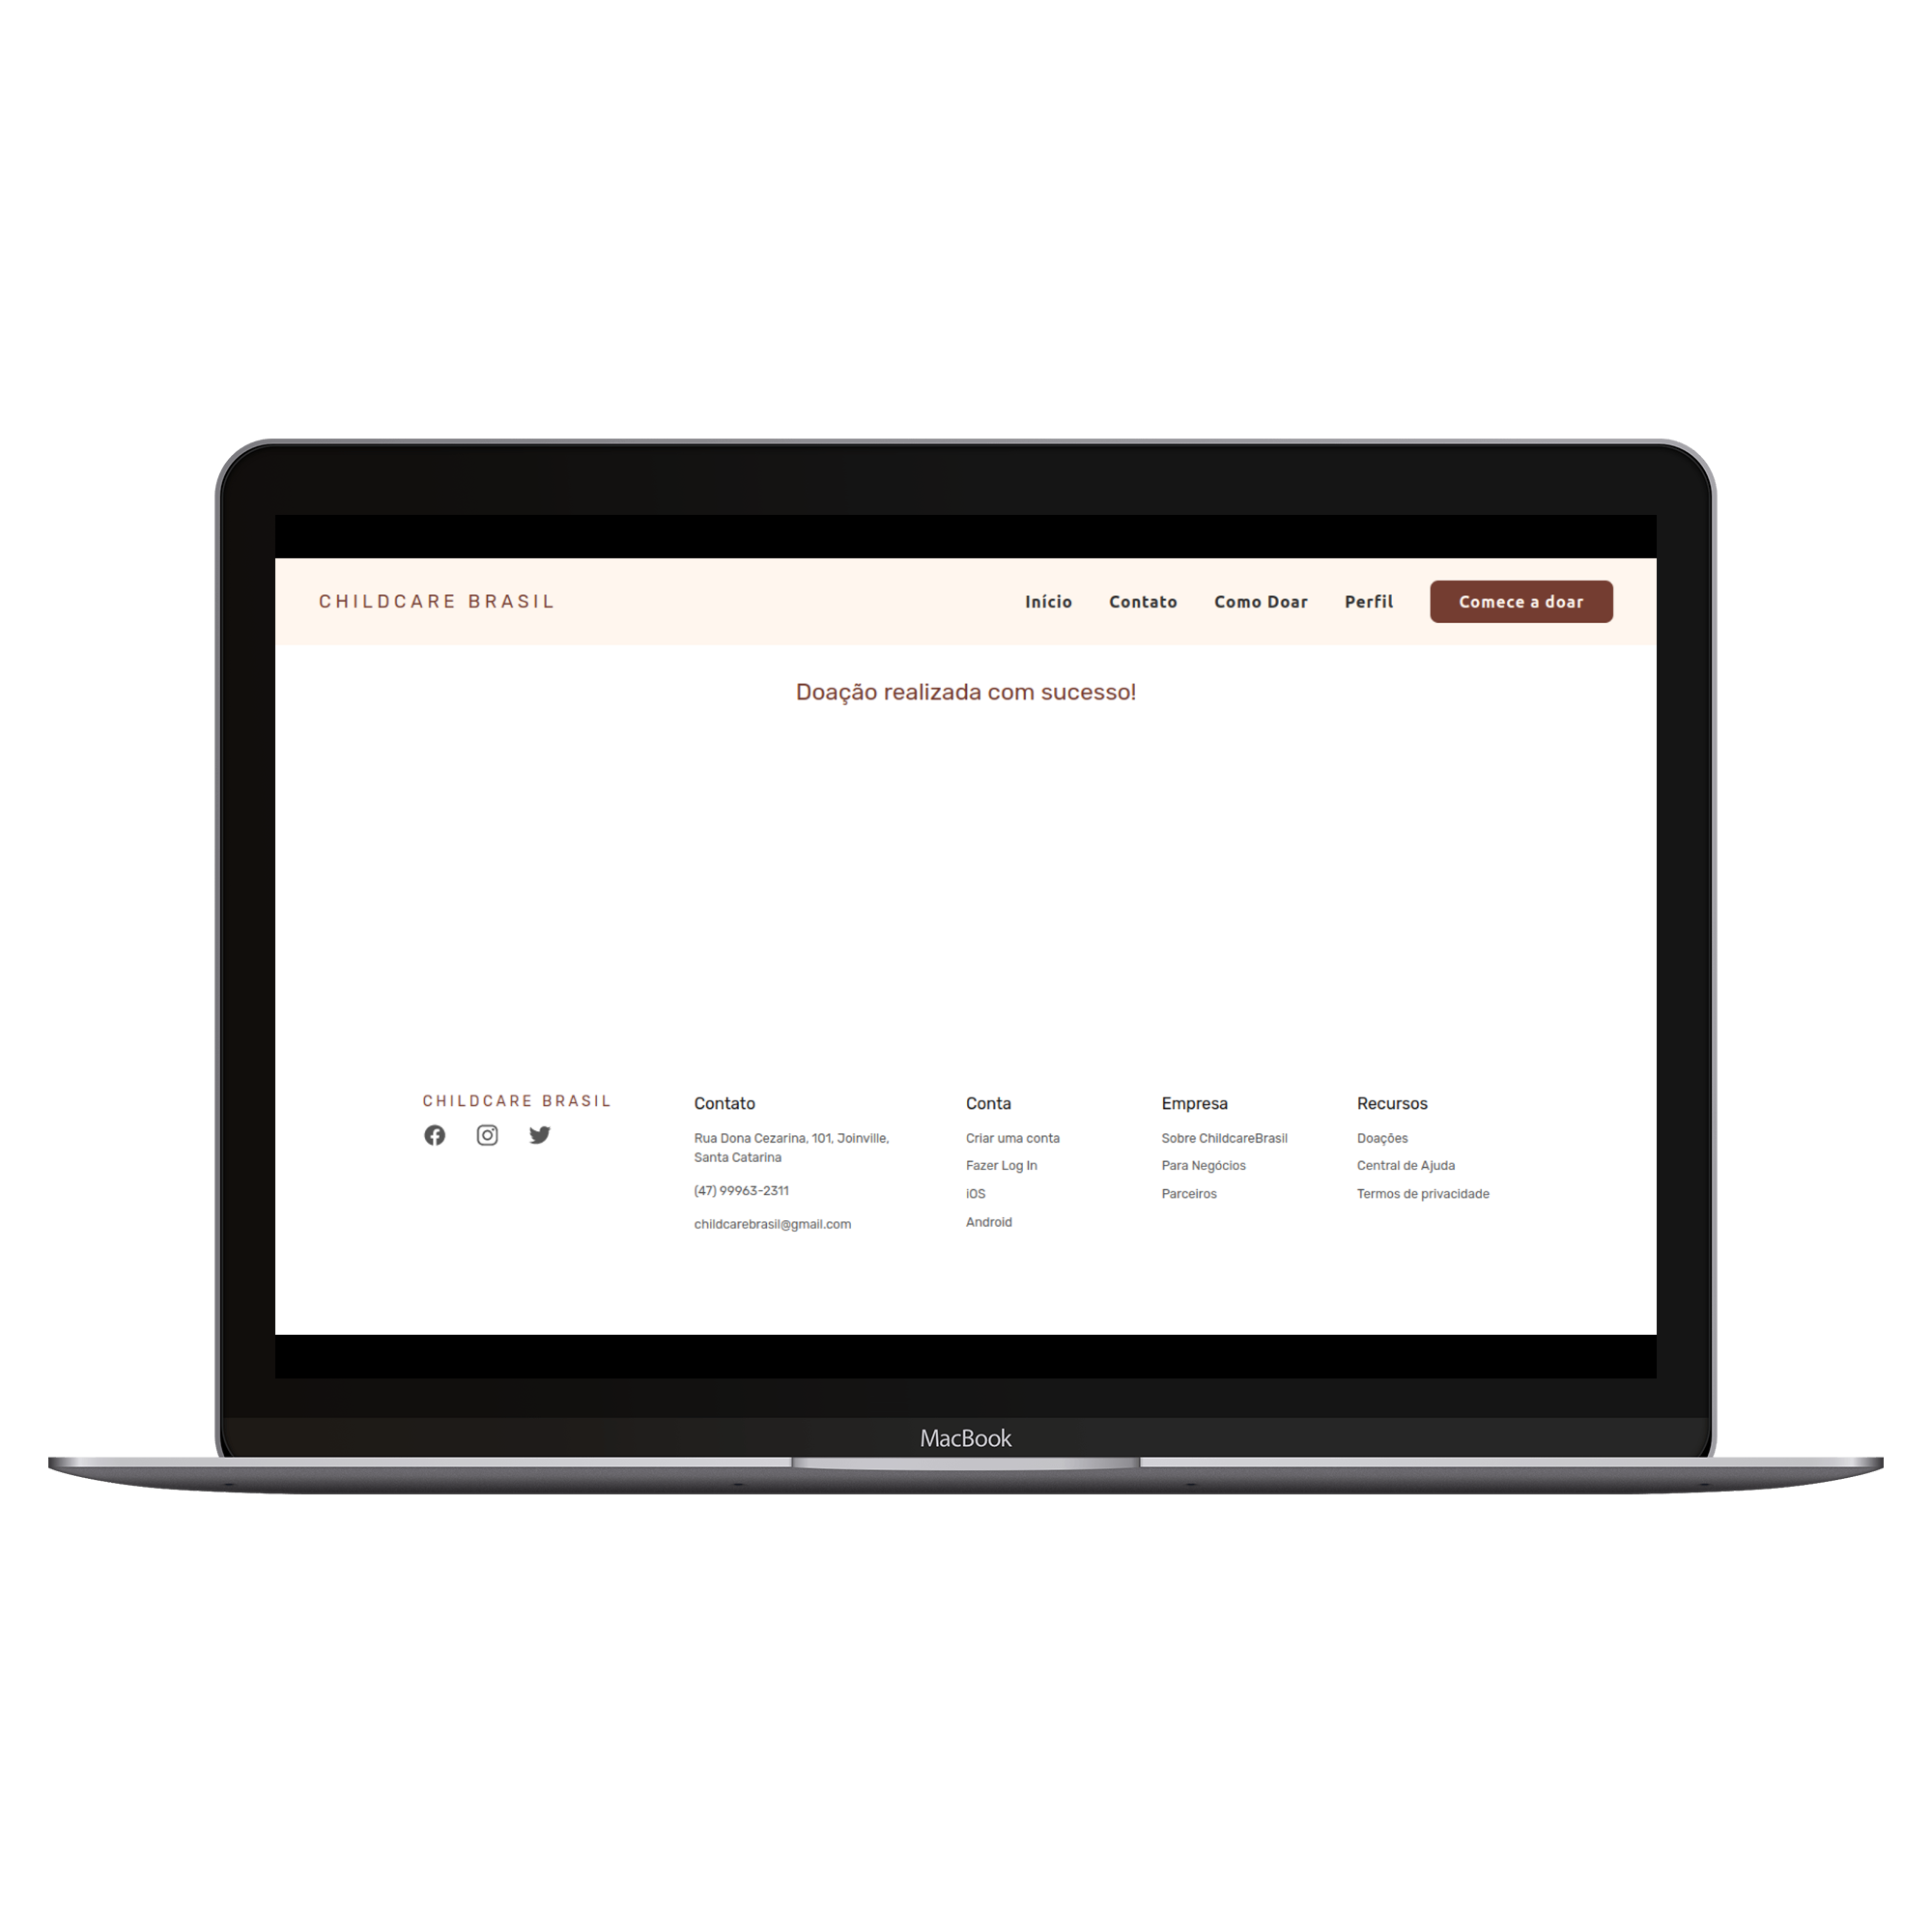 CHILDCARE BRASIL
Início Contato Como Doar Perfil Comece a doar
Doação realizada com sucesso!
CHILDCARE BRASIL
Contato
Rua Dona Cezarina, 101, Joinville,
Santa Catarina
(47) 99963-2311
childcarebrasil@gmail.com
Conta
Criar uma conta
Fazer Log In
iOS
Android
Empresa
Sobre ChildcareBrasil
Para Negócios
Parceiros
Recursos
Doações
Central de Ajuda
Termos de privacidade
MacBook